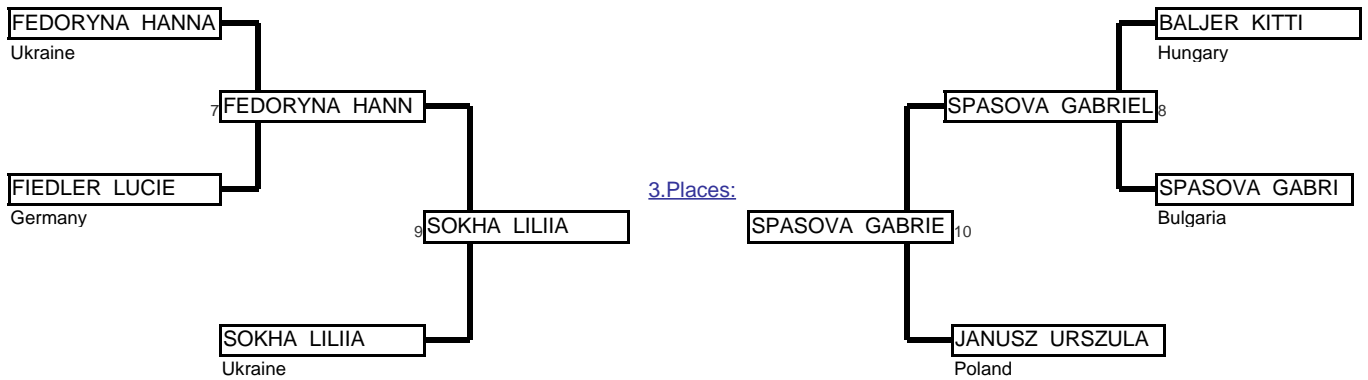 FEDORYNA HANNA
Ukraine
7 FEDORYNA HANN
FIEDLER LUCIE
Germany
9 SOKHA LILIIA
SOKHA LILIIA
Ukraine
3.Places:
BALJER KITTI
Hungary
SPASOVA GABRIEL 8
SPASOVA GABRI
Bulgaria
SPASOVA GABRIE 10
JANUSZ URSZULA
Poland